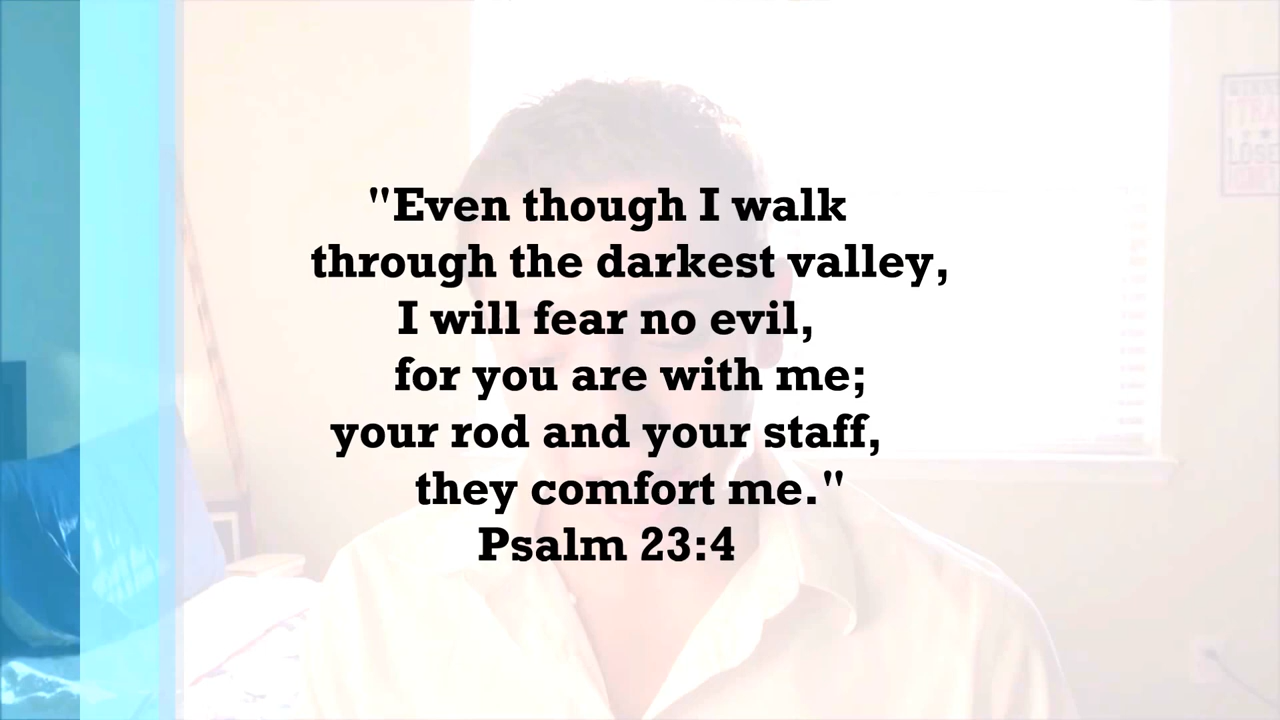 "Even though I walk
through the darkest valley,
I will fear no evil,
for you are with me;
your rod and your staff,
they comfort me."
Psalm 23:4
LOSE